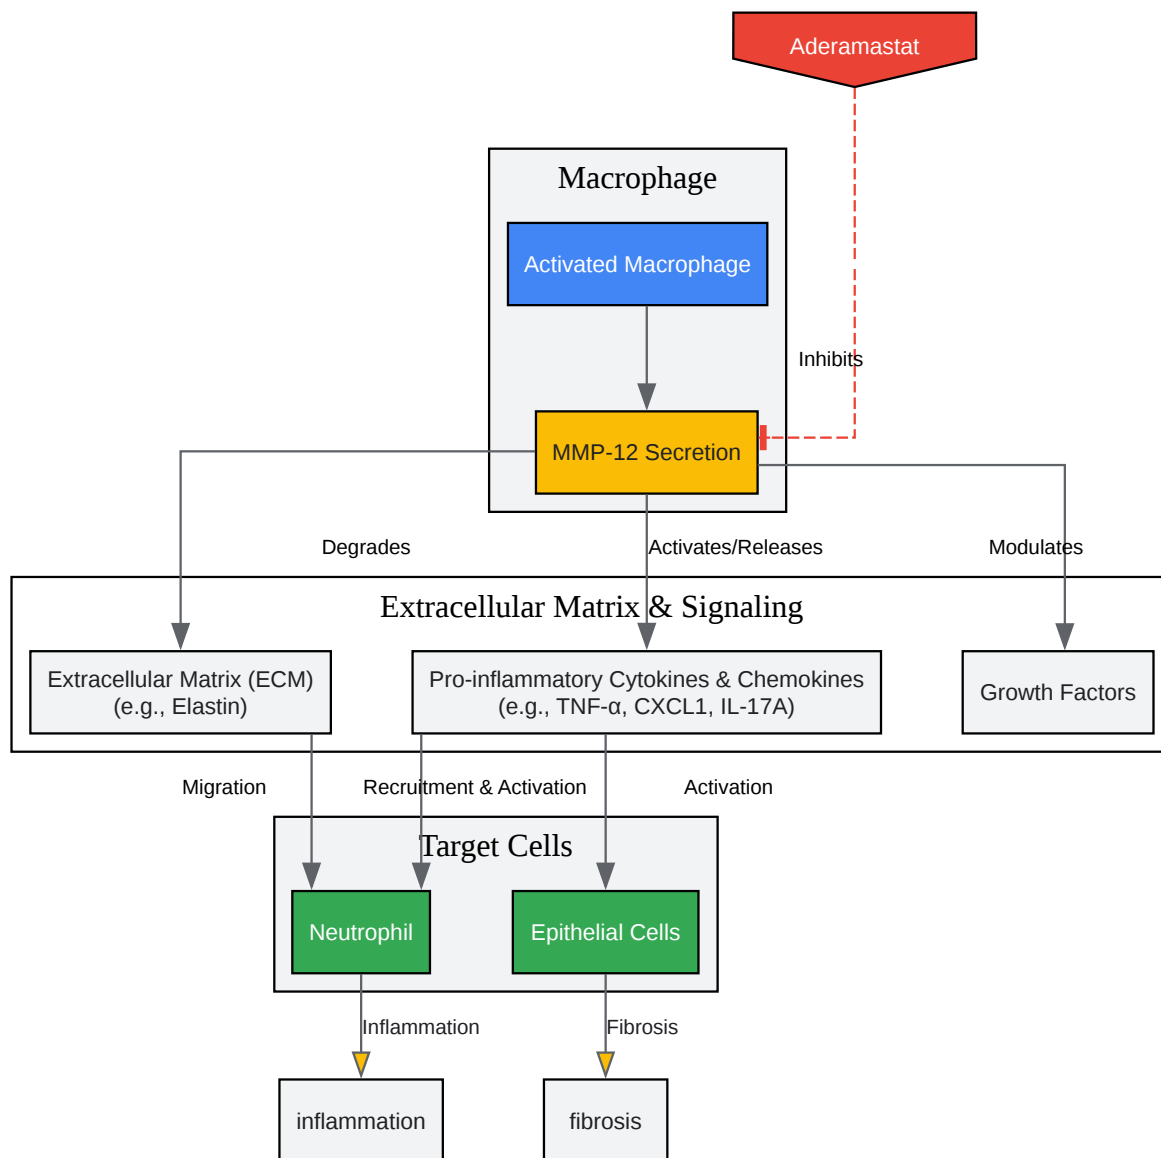 Aderamastat
Macrophage
Activated Macrophage
Inhibits
MMP-12 Secretion
Degrades
Activates/Releases
Modulates
Extracellular Matrix & Signaling
Extracellular Matrix (ECM)
(e.g., Elastin)
Pro-inflammatory Cytokines & Chemokines
(e.g., TNF-α, CXCL1, IL-17A)
Growth Factors
Migration
Recruitment & Activation
Activation
Target Cells
Neutrophil
Epithelial Cells
Inflammation
Fibrosis
inflammation
fibrosis